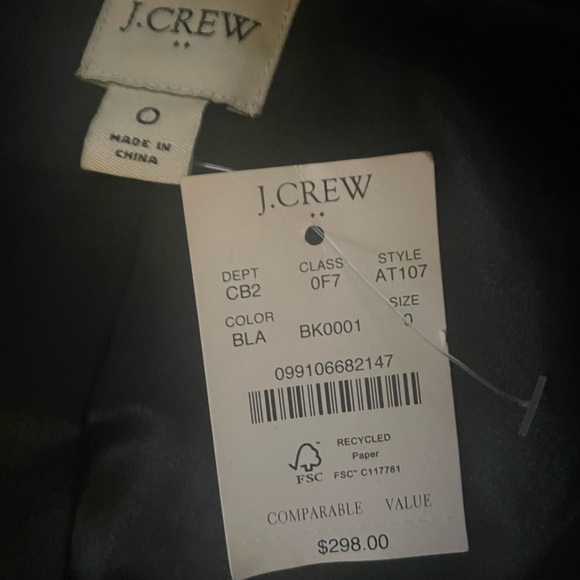 J.CREW
0
MADE IN
CHINA
J.CREW
DEPT CLASS STYLE
CB2 0F7 AT107
COLOR SIZE
BLA BK0001 0
099106682147
RECYCLED
Paper
FSC FSC™ C117781
COMPARABLE VALUE
$298.00